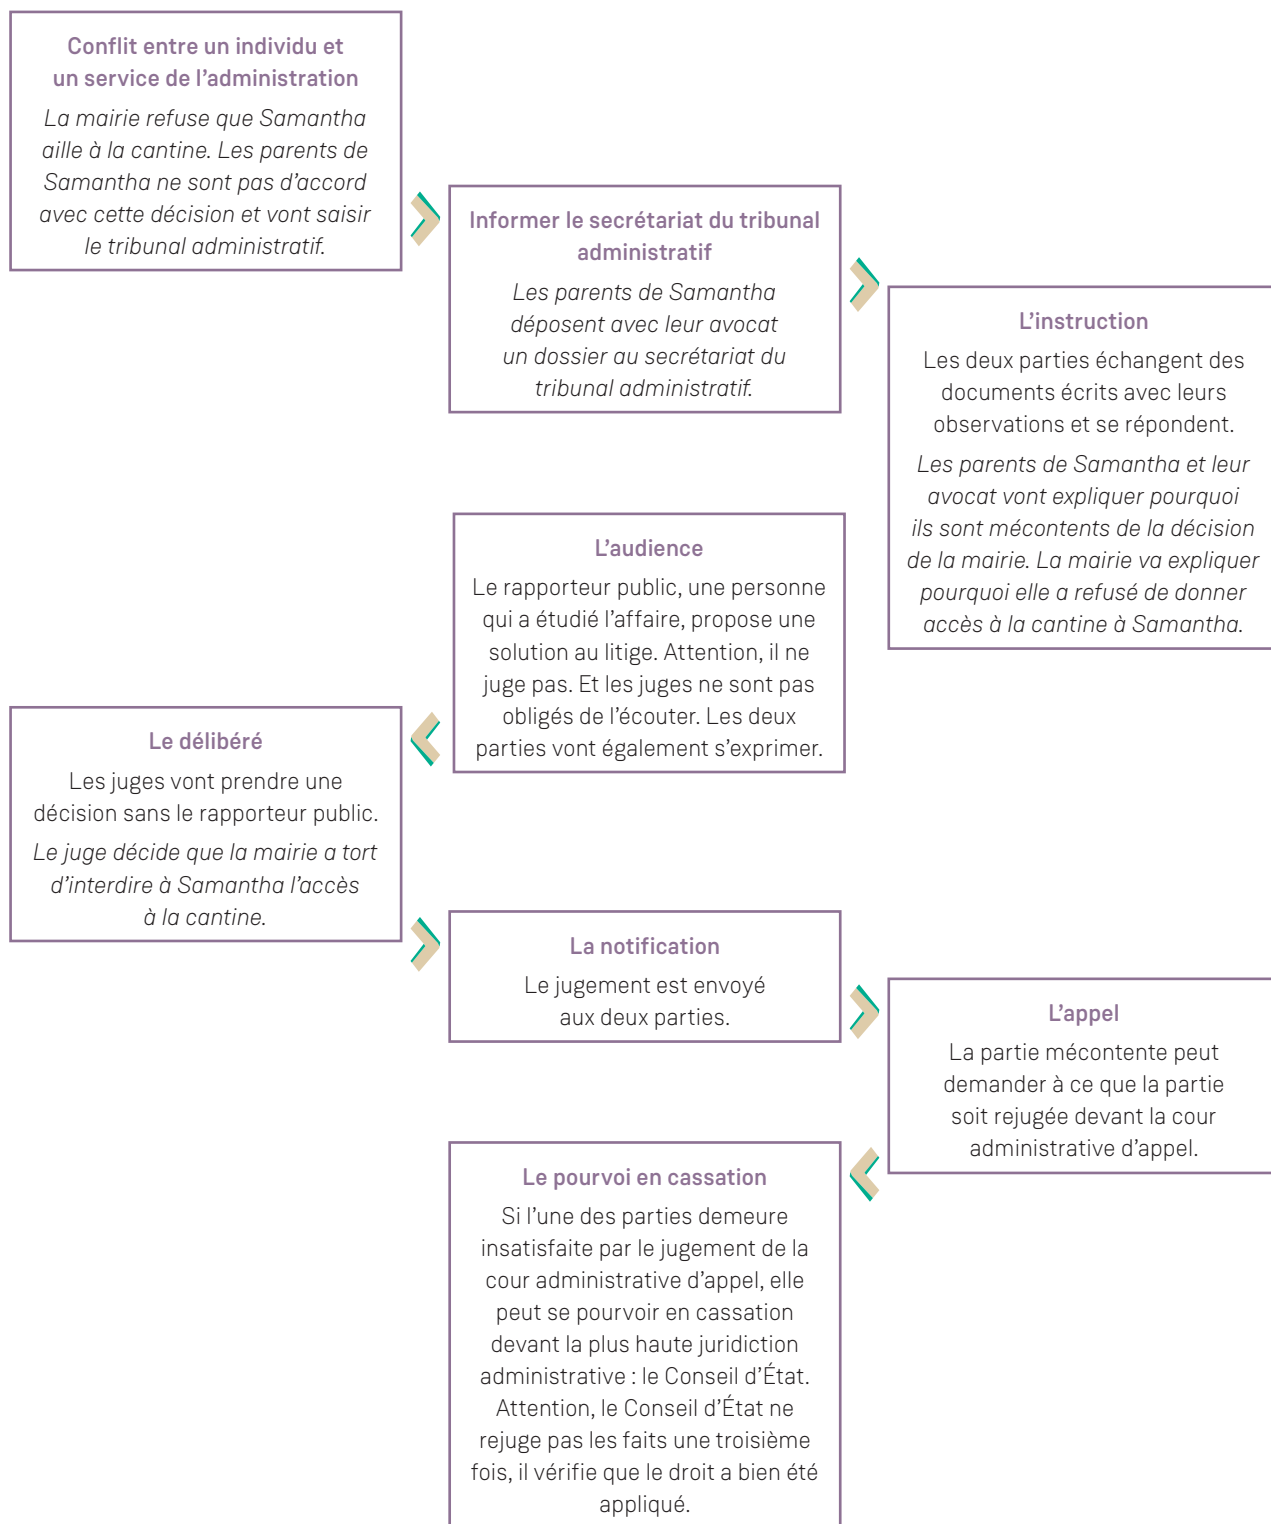 Conflit entre un individu et
un service de l’administration
La mairie refuse que Samantha
aille à la cantine. Les parents de
Samantha ne sont pas d’accord
avec cette décision et vont saisir
le tribunal administratif.
Informer le secrétariat du tribunal
administratif
Les parents de Samantha
déposent avec leur avocat
un dossier au secrétariat du
tribunal administratif.
L’instruction
Les deux parties échangent des
documents écrits avec leurs
observations et se répondent.
Les parents de Samantha et leur
avocat vont expliquer pourquoi
ils sont mécontents de la décision
de la mairie. La mairie va expliquer
pourquoi elle a refusé de donner
accès à la cantine à Samantha.
L’audience
Le rapporteur public, une personne
qui a étudié l’affaire, propose une
solution au litige. Attention, il ne
juge pas. Et les juges ne sont pas
obligés de l’écouter. Les deux
parties vont également s’exprimer.
Le délibéré
Les juges vont prendre une
décision sans le rapporteur public.
Le juge décide que la mairie a tort
d’interdire à Samantha l’accès
à la cantine.
La notification
Le jugement est envoyé
aux deux parties.
L’appel
La partie mécontente peut
demander à ce que la partie
soit rejugée devant la cour
administrative d’appel.
Le pourvoi en cassation
Si l’une des parties demeure
insatisfaite par le jugement de la
cour administrative d’appel, elle
peut se pourvoir en cassation
devant la plus haute juridiction
administrative : le Conseil d’État.
Attention, le Conseil d’État ne
rejuge pas les faits une troisième
fois, il vérifie que le droit a bien été
appliqué.